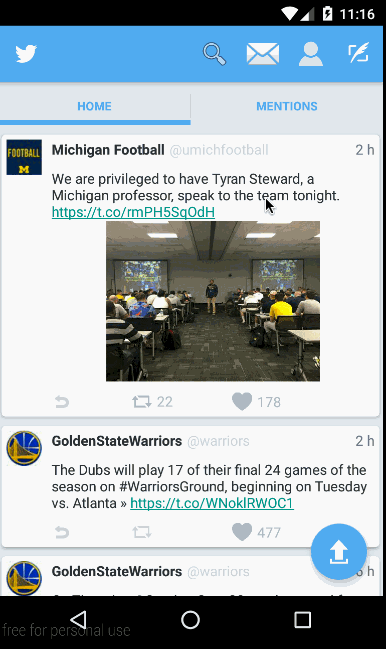 11:16
HOME
MENTIONS
FOOTBALL
M
Michigan Football @umichfootball
2 h
We are privileged to have Tyran Steward, a
Michigan professor, speak to the team tonight.
https://t.co/rmPH5SqOdH
22
178
GoldenStateWarriors @warriors
2 h
The Dubs will play 17 of their final 24 games of the
season on #WarriorsGround, beginning on Tuesday
vs. Atlanta » https://t.co/WNoklRWOC1
477
GoldenStateWarriors @warriors
h
free for personal use